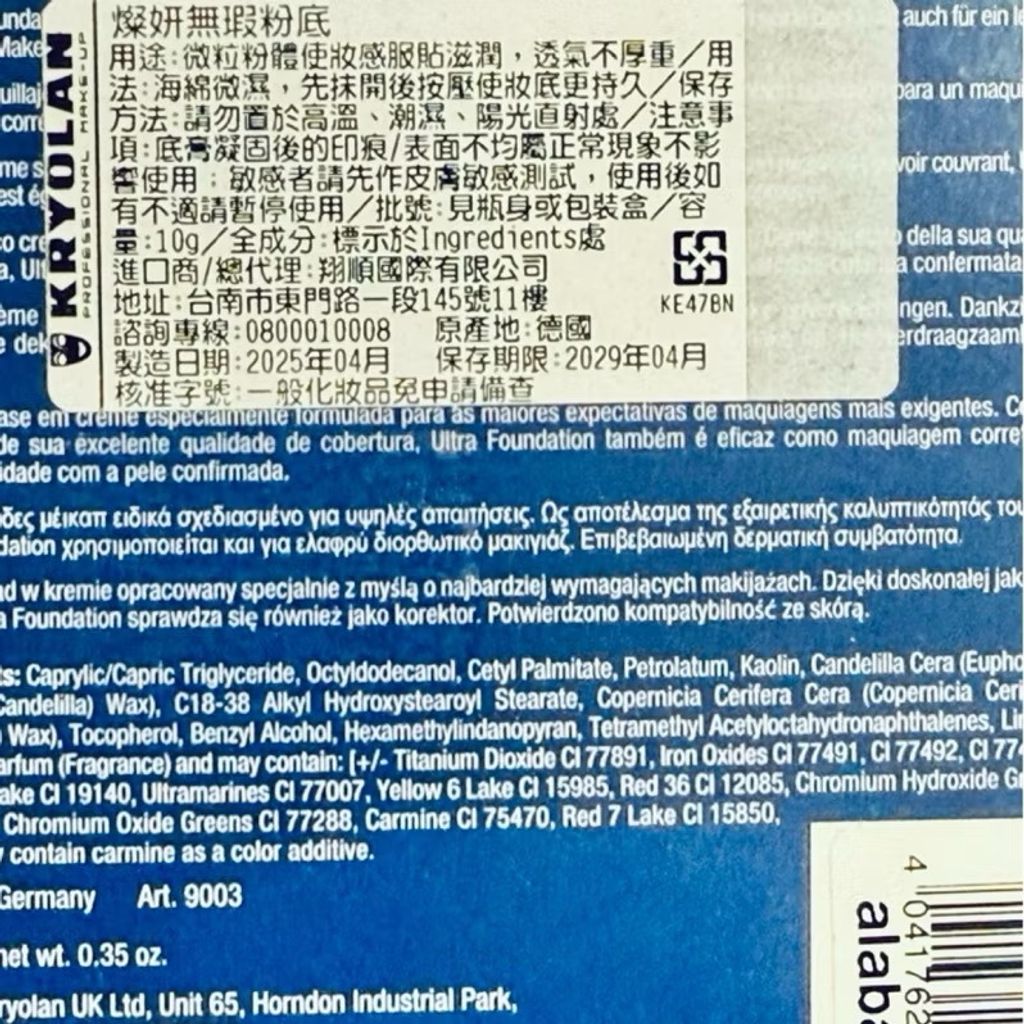 KRYOLAN
PROFESSIONAL MAKE-UP
燦妍無瑕粉底
用途:微粒粉體使妝感服貼滋潤，透氣不厚重/用
法:海綿微濕，先抹開後按壓使妝底更持久/保存
方法:請勿置於高溫、潮濕、陽光直射處/注意事
項:底膏凝固後的印痕/表面不均屬正常現象不影
響使用；敏感者請先作皮膚敏感測試，使用後如
有不適請暫停使用/批號:見瓶身或包裝盒/容
量:10g/全成分:標示於Ingredients處
進口商/總代理:翔順國際有限公司
地址:台南市東門路一段145號11樓
KE47BN
諮詢專線:0800010008 原產地:德國
製造日期:2025年04月 保存期限:2029年04月
核准字號:一般化妝品免申請備查
auch für ein
para un maqui
voir couvrant,
della sua qua
a confermata
ngen. Dankzi
erdraagzaaml
ase em creme especialmente formulada para as maiores expectativas de maquiagens mais exigentes.
de sua excelente qualidade de cobertura, Ultra Foundation também é eficaz como maquiagem corre
idade com a pele confirmada.
δες μέικαπ ειδικά σχεδιασμένο για υψηλές απαιτήσεις. Ως αποτέλεσμα της εξαιρετικής καλυπτικότητάς του
dation χρησιμοποιείται και για ελαφρύ διορθωτικό μακιγιάζ. Επιβεβαιωμένη δερματική συμβατότητα.
ad w kremie opracowany specjalnie z myślą o najbardziej wymagających makijażach. Dzięki doskonałej jak
a Foundation sprawdza się również jako korektor. Potwierdzono kompatybilność ze skórą.
ts: Caprylic/Capric Triglyceride, Octyldodecanol, Cetyl Palmitate, Petrolatum, Kaolin, Candelilla Cera (Eupho
Candelilla) Wax), C18-38 Alkyl Hydroxystearoyl Stearate, Copernicia Cerifera Cera (Copernicia Ceri
Wax), Tocopherol, Benzyl Alcohol, Hexamethylindanopyran, Tetramethyl Acetyloctahydronaphthalenes, Lin
arfum (Fragrance) and may contain: [+/- Titanium Dioxide CI 77891, Iron Oxides CI 77491, CI 77492, CI 774
ake CI 19140, Ultramarines CI 77007, Yellow 6 Lake CI 15985, Red 36 CI 12085, Chromium Hydroxide Gr
Chromium Oxide Greens CI 77288, Carmine CI 75470, Red 7 Lake CI 15850,
y contain carmine as a color additive.
Germany Art. 9003
net wt. 0.35 oz.
ryolan UK Ltd, Unit 65, Horndon Industrial Park,
4 041762
alaba